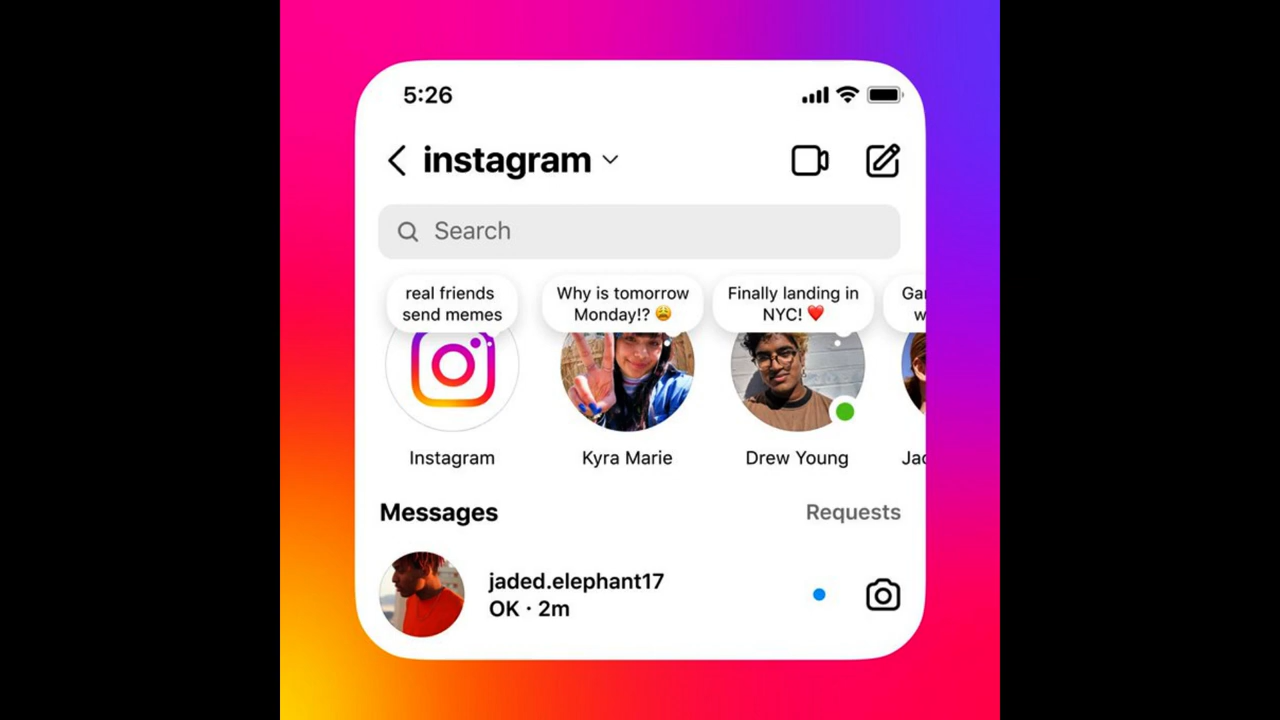 5:26
instagram
Search
real friends
send memes
Why is tomorrow
Monday!? 😩
Finally landing in
NYC! ❤️
Instagram
Kyra Marie
Drew Young
Messages
Requests
jaded.elephant17
OK · 2m